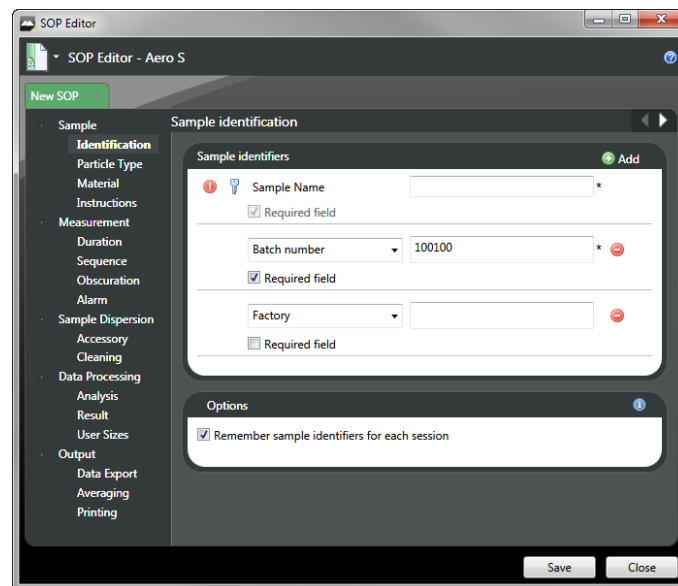 SOP Editor
SOP Editor - Aero S
New SOP
Sample
Identification
Particle Type
Material
Instructions
Measurement
Duration
Sequence
Obscuration
Alarm
Sample Dispersion
Accessory
Cleaning
Data Processing
Analysis
Result
User Sizes
Output
Data Export
Averaging
Printing
Sample identification
Sample identifiers
Add
Sample Name *
Required field
Batch number 100100 *
Required field
Factory
Required field
Options
Remember sample identifiers for each session
Save Close